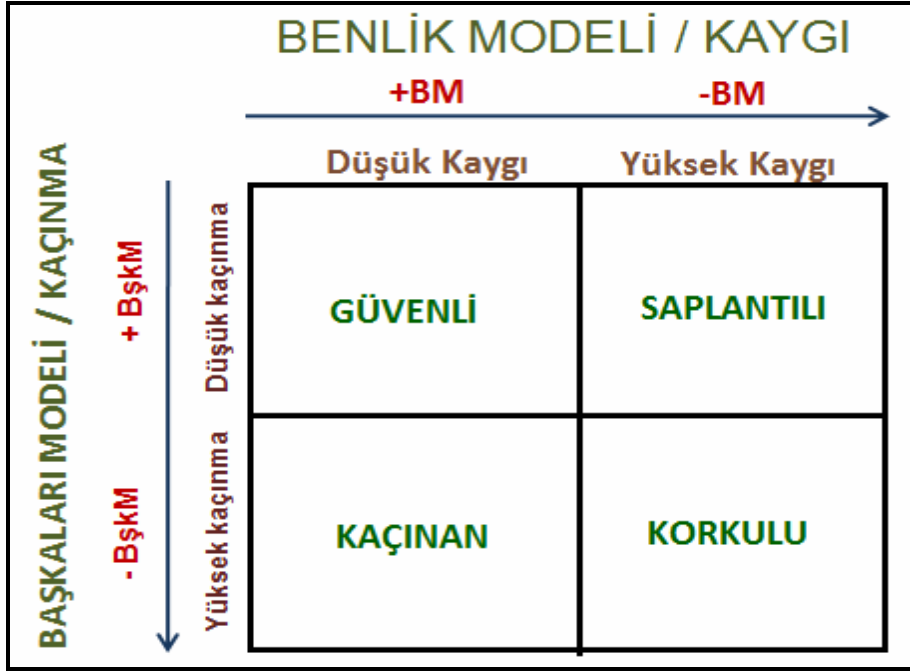 BENLİK MODELİ / KAYGI
+BM -BM
Düşük Kaygı Yüksek Kaygı
BAŞKALARI MODELİ / KAÇINMA
+ BşkM
- BşkM
Düşük kaçınma
Yüksek kaçınma
GÜVENLİ SAPLANTILI
KAÇINAN KORKULU